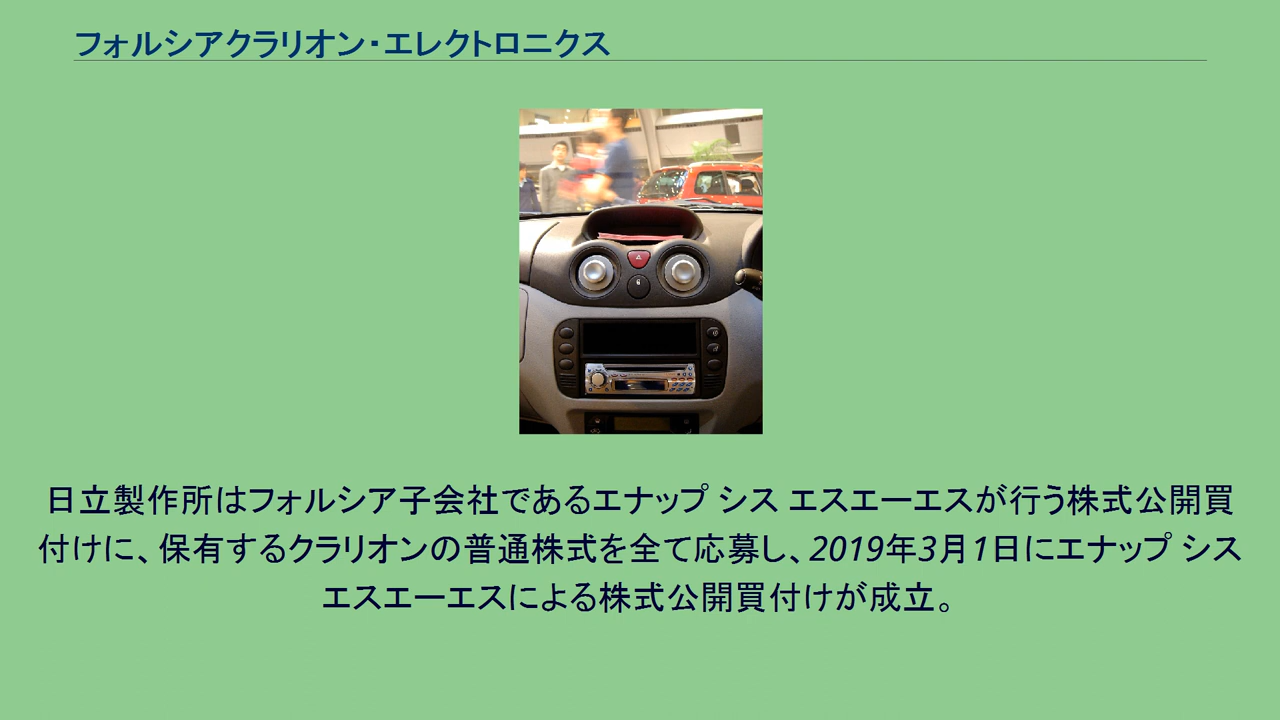 フォルシアクラリオン・エレクトロニクス
日立製作所はフォルシア子会社であるエナップ シス エスエーエスが行う株式公開買
付けに、保有するクラリオンの普通株式を全て応募し、2019年3月1日にエナップ シス
エスエーエスによる株式公開買付けが成立。